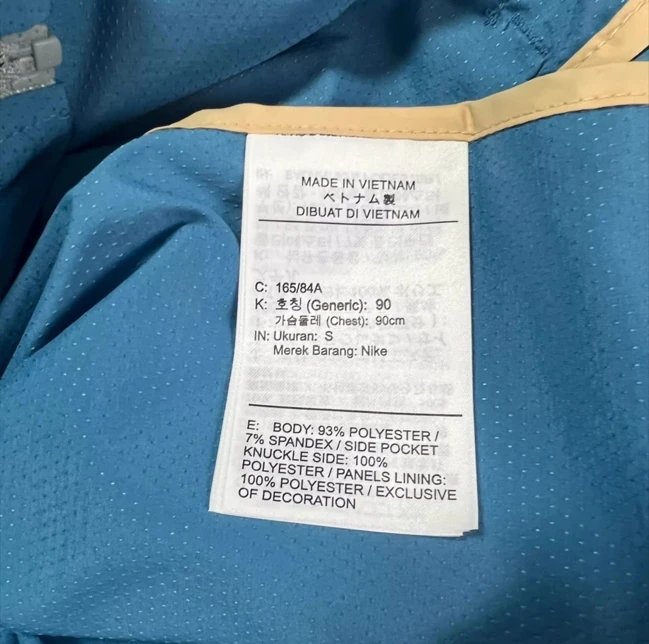 MADE IN VIETNAM
ベトナム製
DIBUAT DI VIETNAM
C: 165/84A
K: 호칭 (Generic): 90
가슴둘레 (Chest): 90cm
IN: Ukuran: S
Merek Barang: Nike
E: BODY: 93% POLYESTER /
7% SPANDEX / SIDE POCKET
KNUCKLE SIDE: 100%
POLYESTER / PANELS LINING:
100% POLYESTER / EXCLUSIVE
OF DECORATION